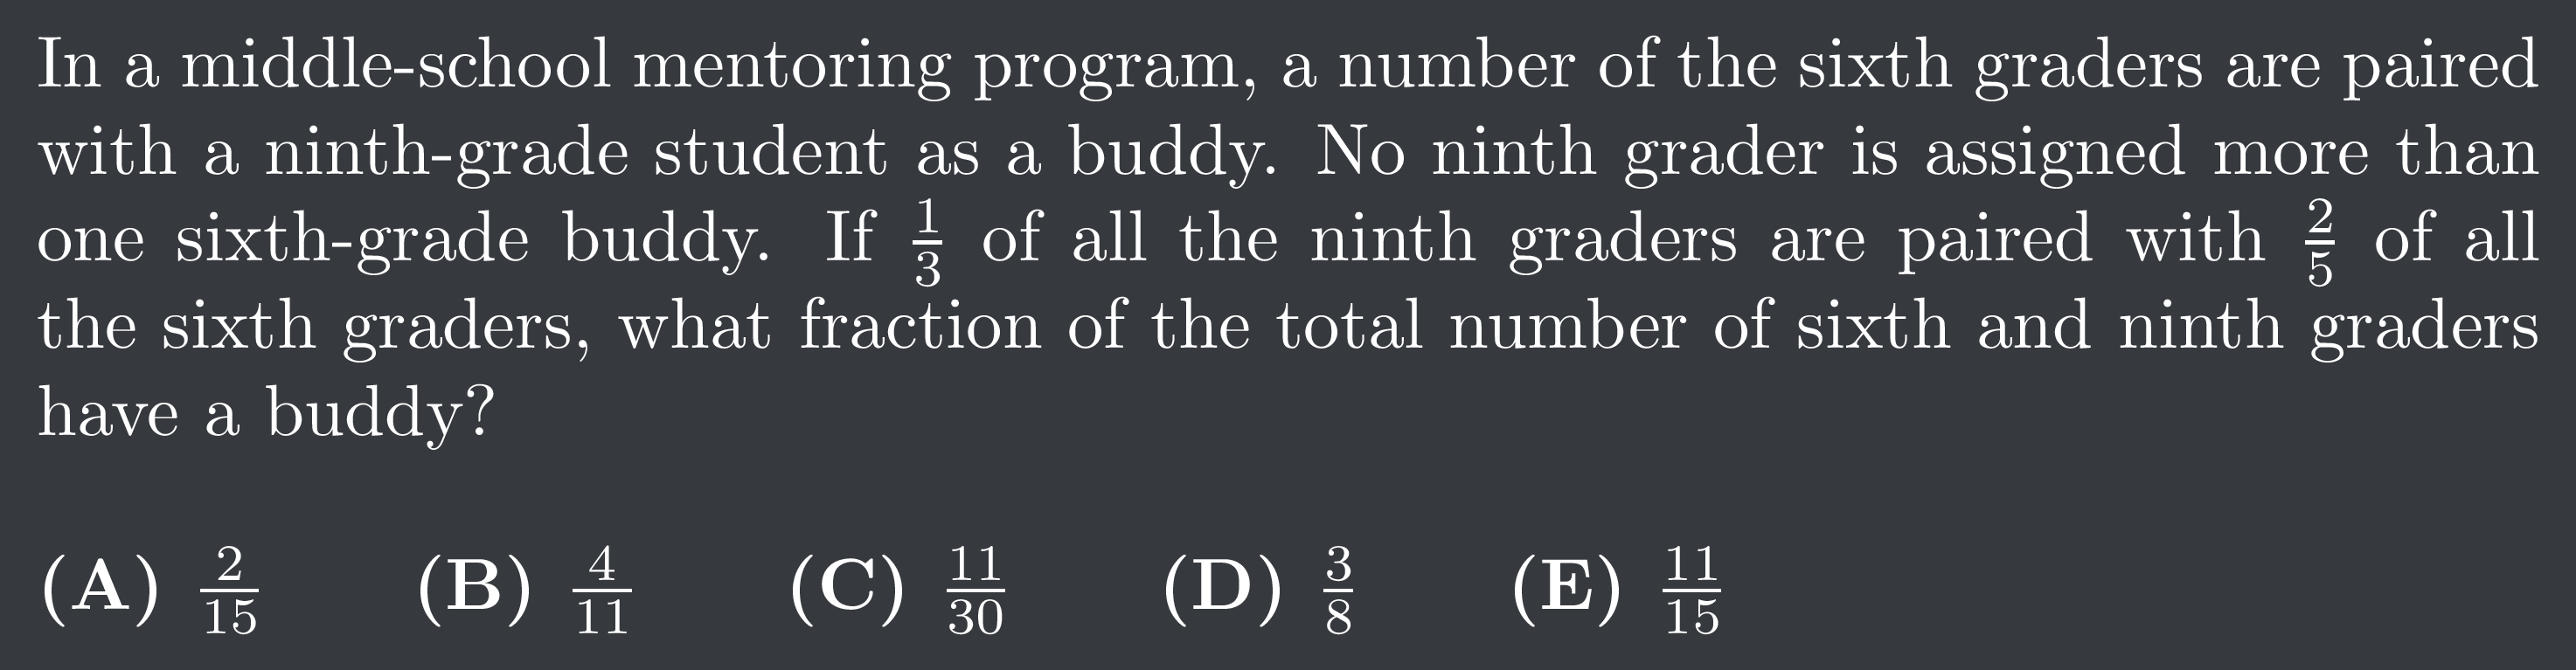 In a middle-school mentoring program, a number of the sixth graders are paired
with a ninth-grade student as a buddy. No ninth grader is assigned more than
one sixth-grade buddy. If $\frac{1}{3}$ of all the ninth graders are paired with $\frac{2}{5}$ of all
the sixth graders, what fraction of the total number of sixth and ninth graders
have a buddy?
(A) $\frac{2}{15}$ (B) $\frac{4}{11}$ (C) $\frac{11}{30}$ (D) $\frac{3}{8}$ (E) $\frac{11}{15}$